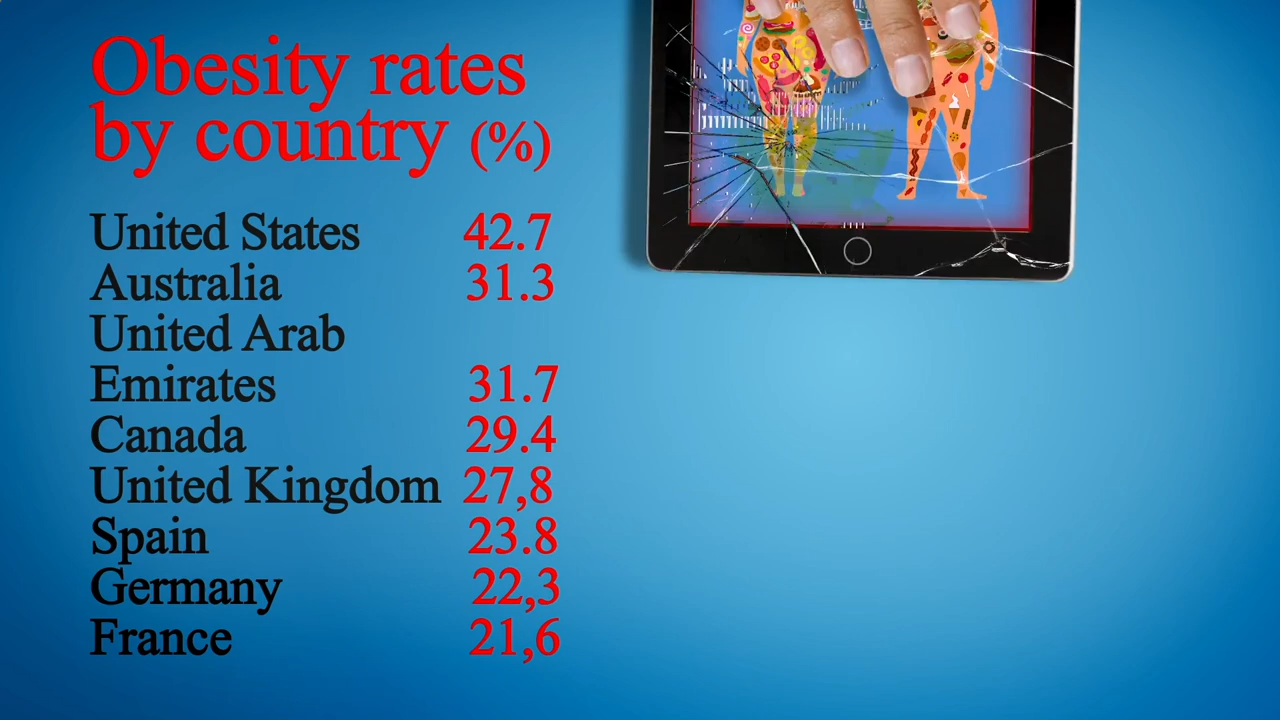 Obesity rates
by country (%)
United States 42.7
Australia 31.3
United Arab
Emirates 31.7
Canada 29.4
United Kingdom 27,8
Spain 23.8
Germany 22,3
France 21,6